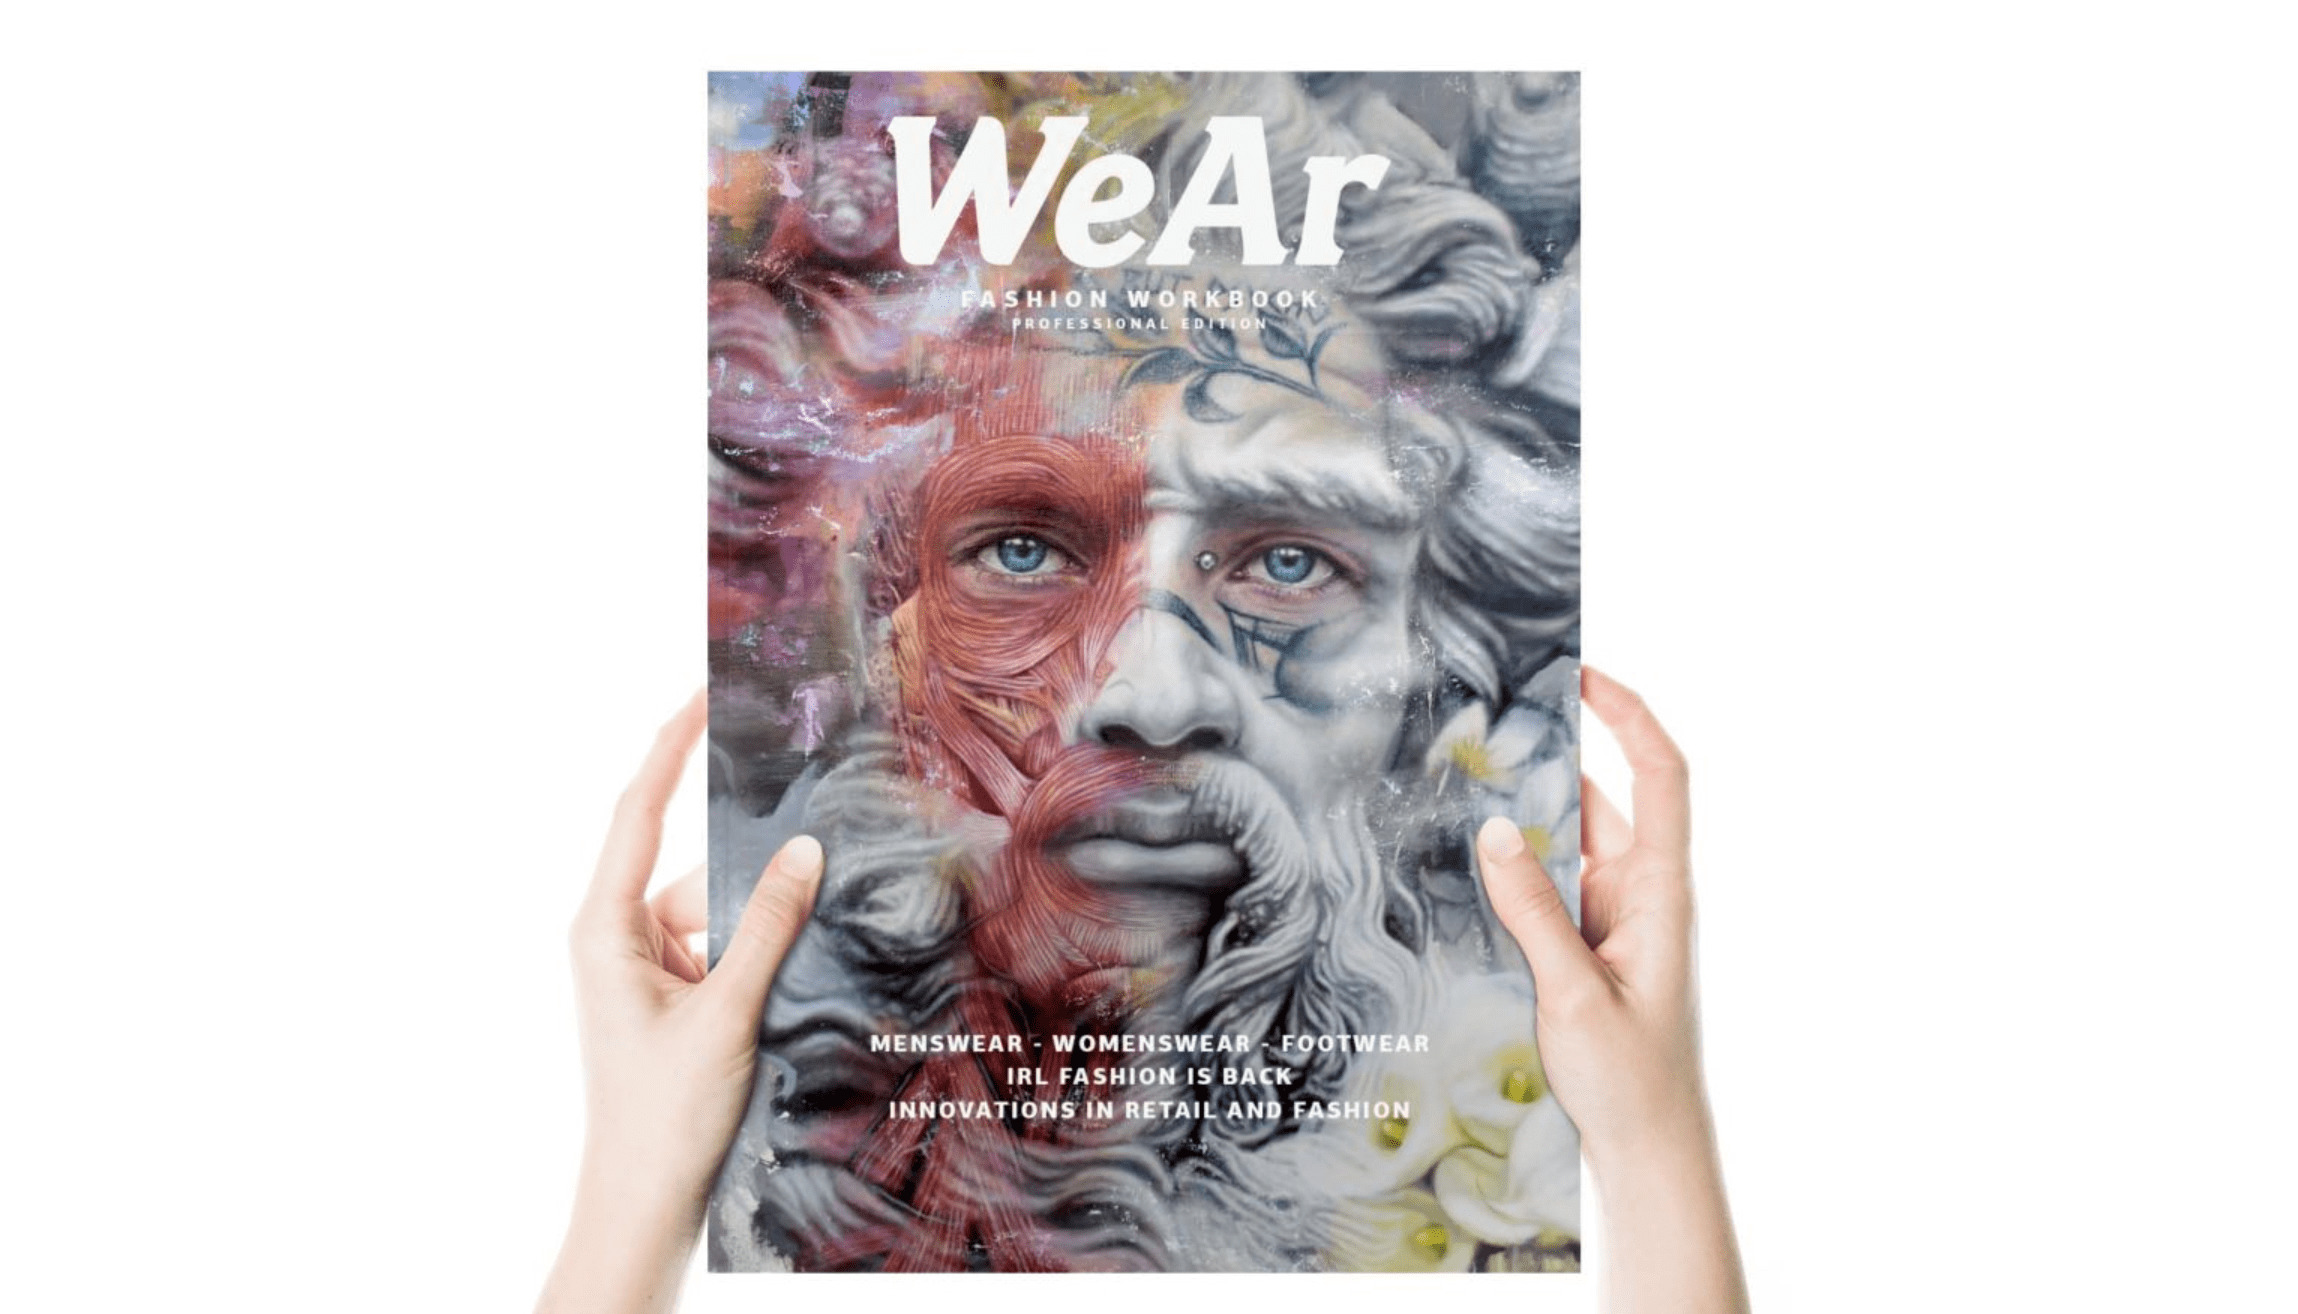 WeAr
FASHION WORKBOOK
PROFESSIONAL EDITION
MENSWEAR - WOMENSWEAR - FOOTWEAR
IRL FASHION IS BACK
INNOVATIONS IN RETAIL AND FASHION